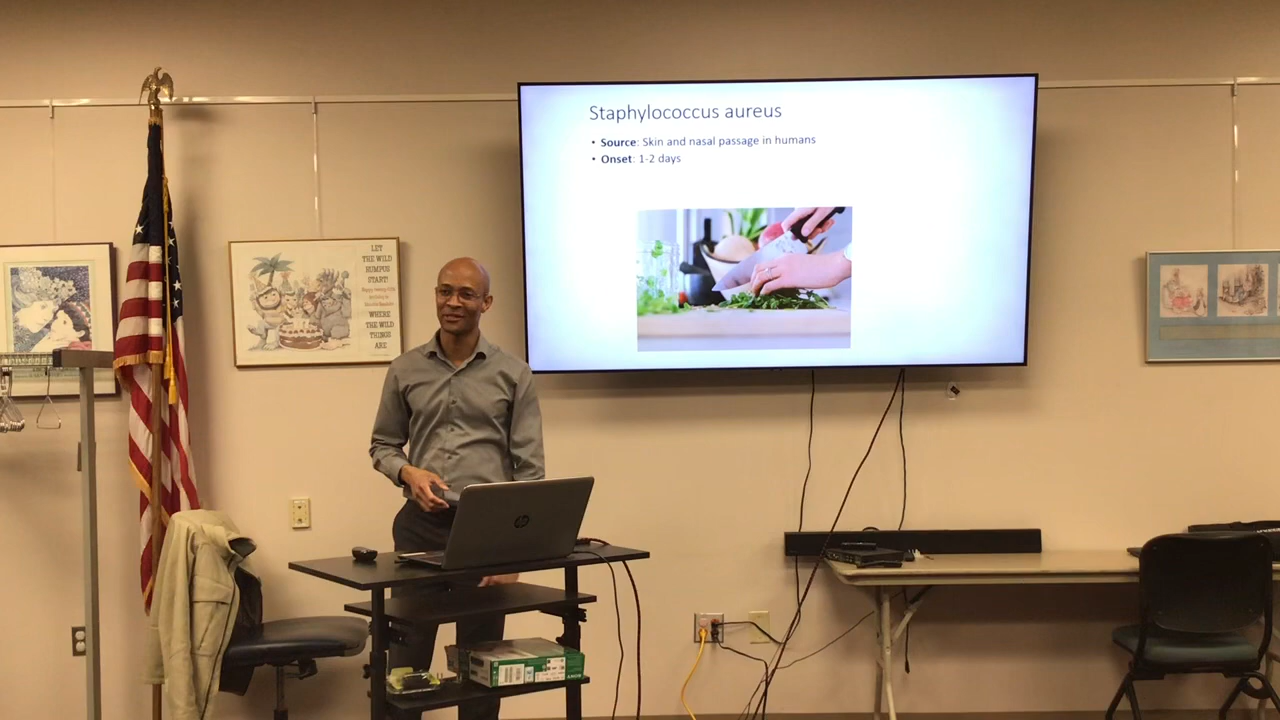 Staphylococcus aureus
• Source: Skin and nasal passage in humans
• Onset: 1-2 days
LET
THE WILD
RUMPUS
START!
WHERE
THE WILD
THINGS
ARE
hp